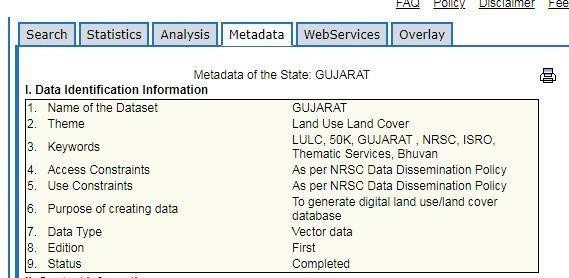 FAQ Policy Disclaimer
Search Statistics Analysis Metadata WebServices Overlay
Metadata of the State: GUJARAT
I. Data Identification Information
1. Name of the Dataset GUJARAT
2. Theme Land Use Land Cover
3. Keywords LULC, 50K, GUJARAT , NRSC, ISRO,
Thematic Services, Bhuvan
4. Access Constraints As per NRSC Data Dissemination Policy
5. Use Constraints As per NRSC Data Dissemination Policy
6. Purpose of creating data To generate digital land use/land cover
database
7. Data Type Vector data
8. Edition First
9. Status Completed